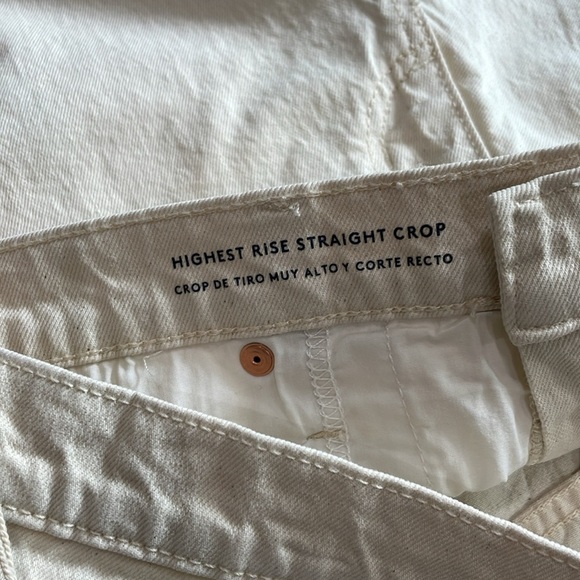 HIGHEST RISE STRAIGHT CROP
CROP DE TIRO MUY ALTO Y CORTE RECTO